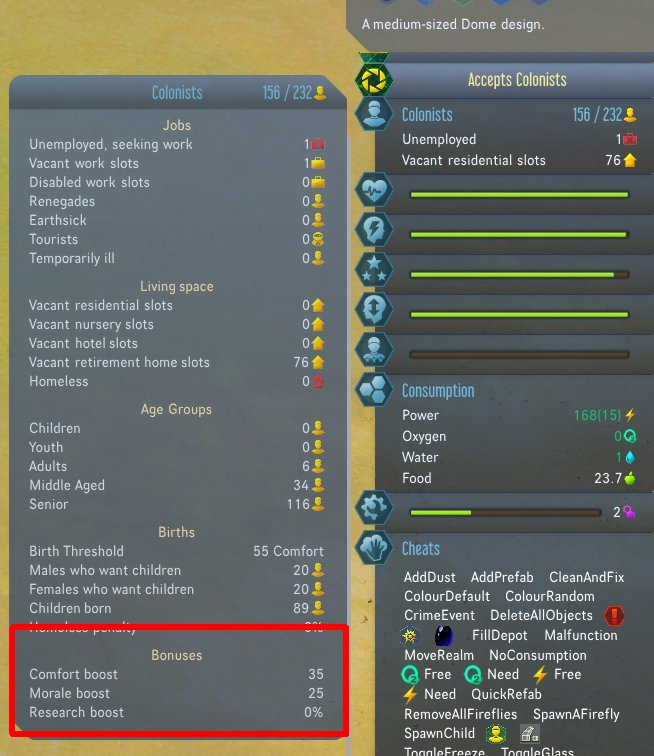 A medium-sized Dome design.
Colonists 156 / 232
Jobs
Unemployed, seeking work 1
Vacant work slots 1
Disabled work slots 0
Renegades 0
Earthsick 0
Tourists 0
Temporarily ill 0
Living space
Vacant residential slots 0
Vacant nursery slots 0
Vacant hotel slots 0
Vacant retirement home slots 76
Homeless 0
Age Groups
Children 0
Youth 0
Adults 6
Middle Aged 34
Senior 116
Births
Birth Threshold 55 Comfort
Males who want children 20
Females who want children 20
Children born 89
Homeless penalty 0%
Bonuses
Comfort boost 35
Morale boost 25
Research boost 0%
Accepts Colonists
Colonists 156 / 232
Unemployed 1
Vacant residential slots 76
Consumption
Power 168(15)
Oxygen 0
Water 1
Food 23.7
2
Cheats
AddDust AddPrefab CleanAndFix
ColourDefault ColourRandom
CrimeEvent DeleteAllObjects
FillDepot Malfunction
MoveRealm NoConsumption
Free Need Free
Need QuickRefab
RemoveAllFireflies SpawnAFirefly
SpawnChild
ToggleFreeze ToggleGlass